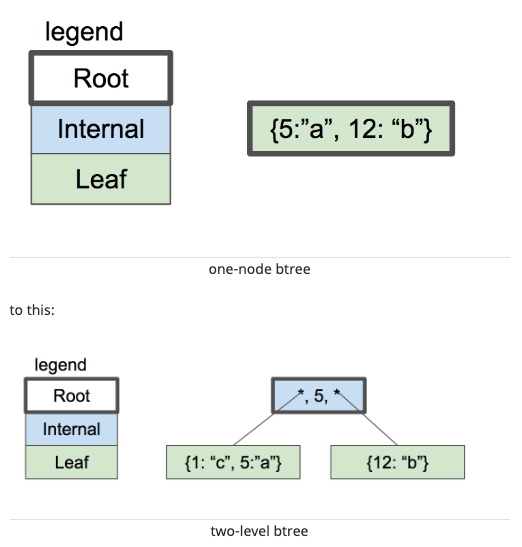 legend
Root
Internal
Leaf
{5:”a”, 12: “b”}
one-node btree
to this:
legend
Root
Internal
Leaf
*, 5, *
{1: “c”, 5:”a”}
{12: “b”}
two-level btree